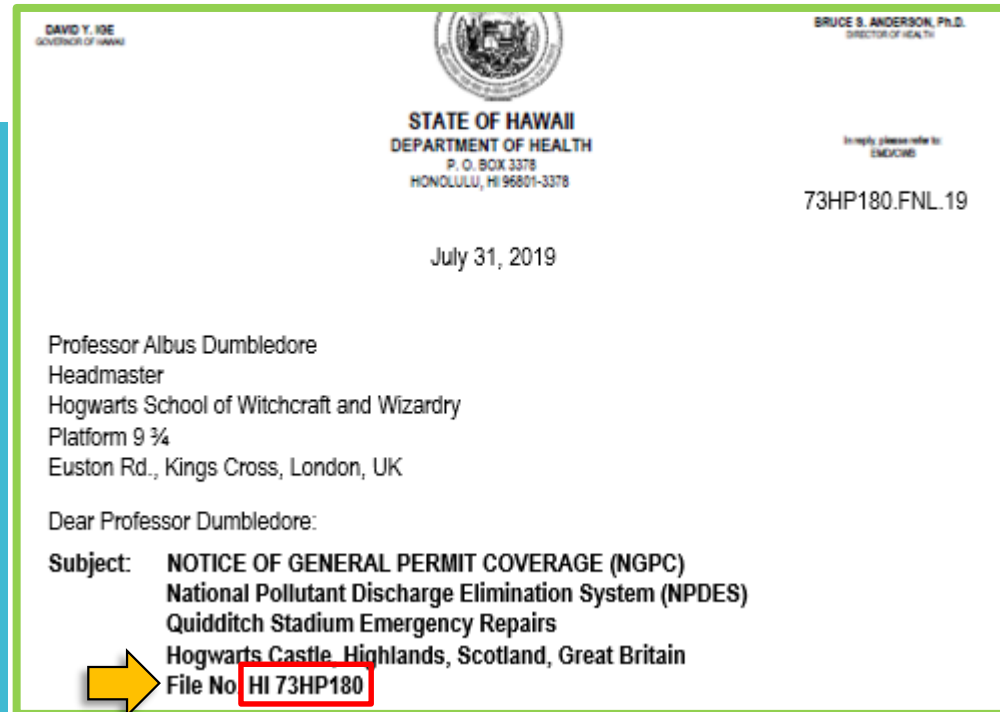 DAVID Y. IGE
GOVERNOR OF HAWAII
BRUCE S. ANDERSON, Ph.D.
DIRECTOR OF HEALTH
STATE OF HAWAII
DEPARTMENT OF HEALTH
P. O. BOX 3378
HONOLULU, HI 96801-3378
In reply, please refer to:
EMD/CWB
73HP180.FNL.19
July 31, 2019
Professor Albus Dumbledore
Headmaster
Hogwarts School of Witchcraft and Wizardry
Platform 9 ¾
Euston Rd., Kings Cross, London, UK
Dear Professor Dumbledore:
Subject: NOTICE OF GENERAL PERMIT COVERAGE (NGPC)
National Pollutant Discharge Elimination System (NPDES)
Quidditch Stadium Emergency Repairs
Hogwarts Castle, Highlands, Scotland, Great Britain
File No. HI 73HP180